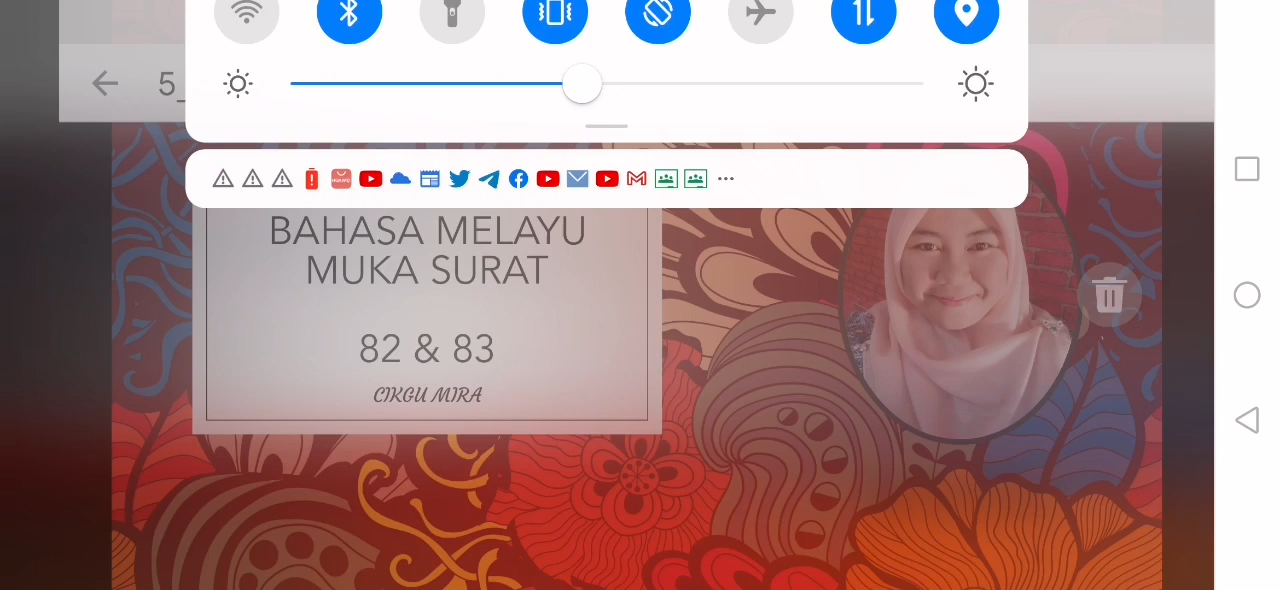 5_
BAHASA MELAYU
MUKA SURAT
82 & 83
CIKGU MIRA